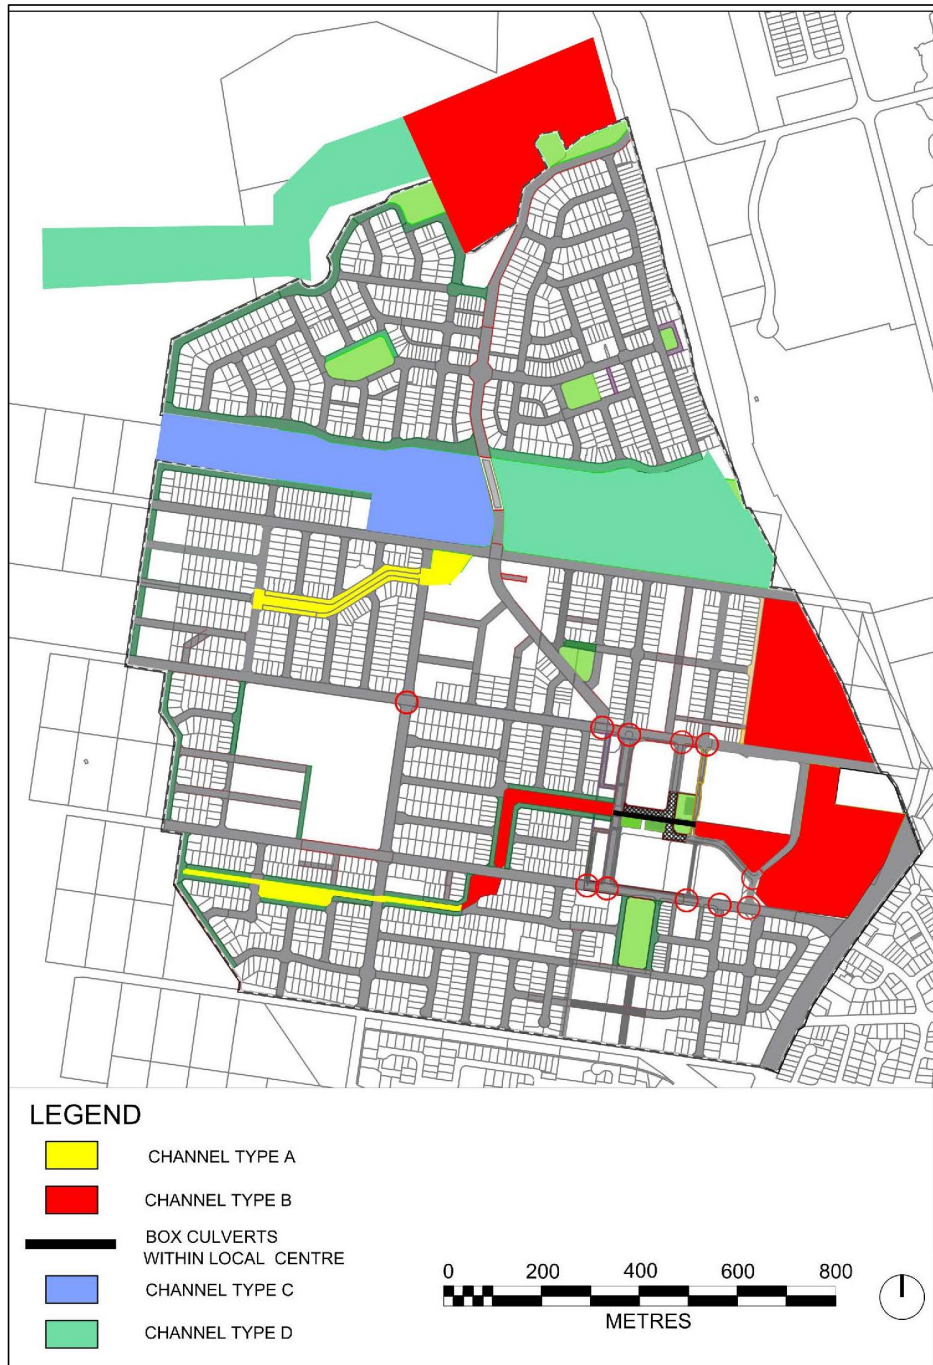 LEGEND
CHANNEL TYPE A
CHANNEL TYPE B
BOX CULVERTS
WITHIN LOCAL CENTRE
CHANNEL TYPE C
CHANNEL TYPE D
0 200 400 600 800
METRES